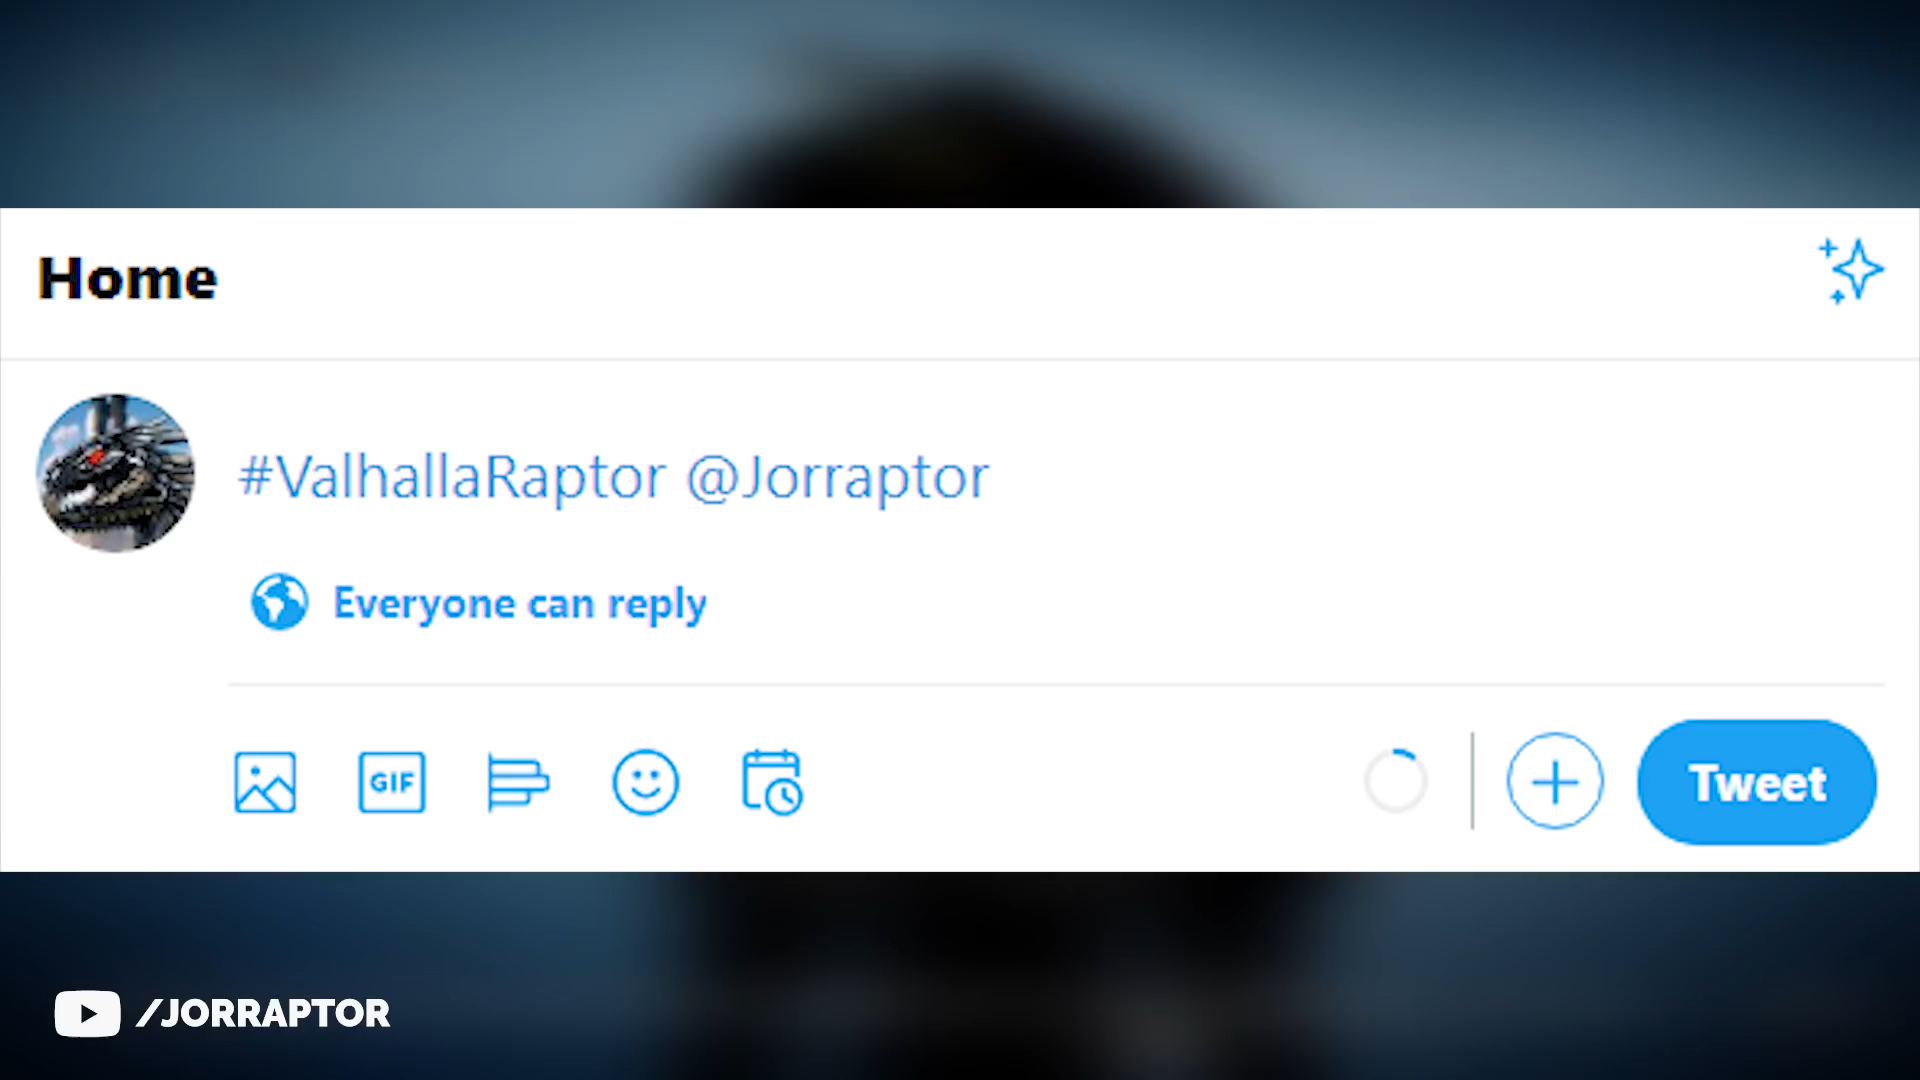 Home
#ValhallaRaptor @Jorraptor
Everyone can reply
GIF
Tweet
/JORRAPTOR